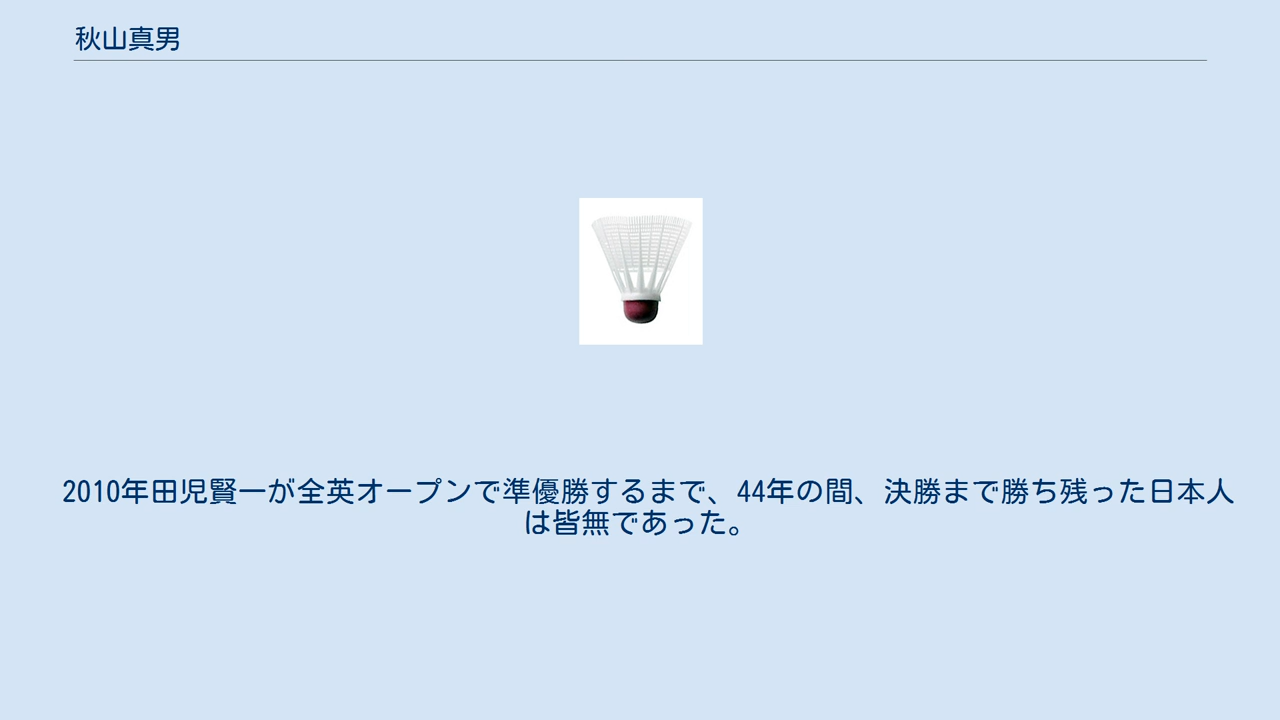 秋山真男
2010年田児賢一が全英オープンで準優勝するまで、44年の間、決勝まで勝ち残った日本人
は皆無であった。